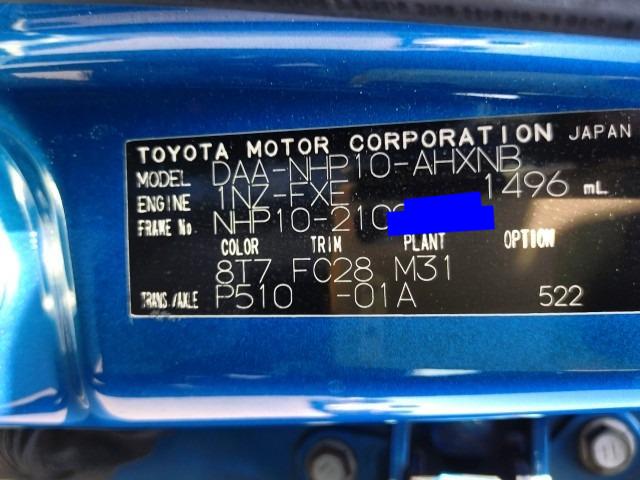 TOYOTA MOTOR CORPORATION JAPAN
MODEL DAA-NHP10-AHXNB
ENGINE 1NZ-FXE 1496 mL
FRAME No. NHP10-210
COLOR TRIM PLANT OPTION
8T7 FC28 M31
TRANS./AXLE P510 -01A 522